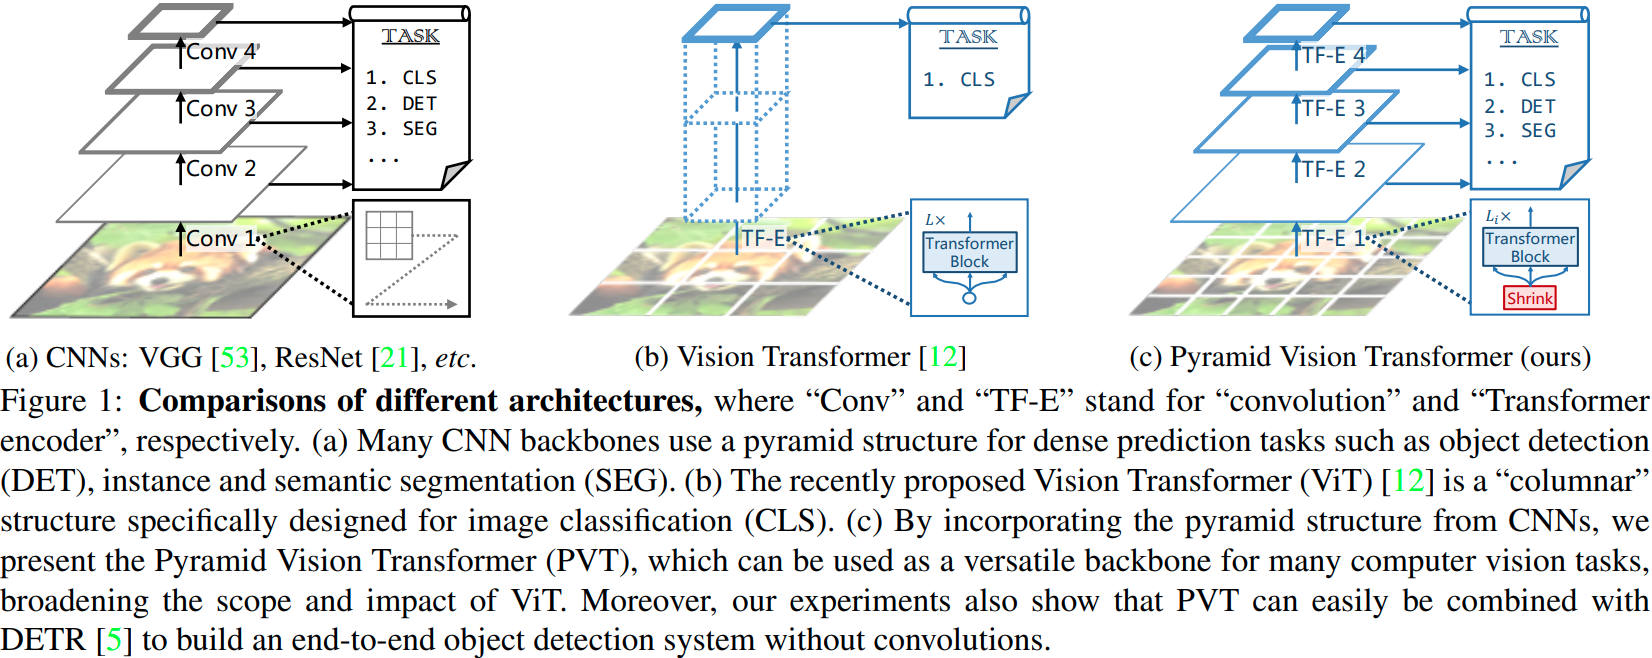 TASK
1. CLS
2. DET
3. SEG
...
Conv 4
Conv 3
Conv 2
Conv 1
TASK
1. CLS
TF-E
L×
Transformer
Block
TASK
1. CLS
2. DET
3. SEG
...
TF-E 4
TF-E 3
TF-E 2
TF-E 1
Lᵢ×
Transformer
Block
Shrink
(a) CNNs: VGG [53], ResNet [21], etc.
(b) Vision Transformer [12]
(c) Pyramid Vision Transformer (ours)
Figure 1: Comparisons of different architectures, where “Conv” and “TF-E” stand for “convolution” and “Transformer
encoder”, respectively. (a) Many CNN backbones use a pyramid structure for dense prediction tasks such as object detection
(DET), instance and semantic segmentation (SEG). (b) The recently proposed Vision Transformer (ViT) [12] is a “columnar”
structure specifically designed for image classification (CLS). (c) By incorporating the pyramid structure from CNNs, we
present the Pyramid Vision Transformer (PVT), which can be used as a versatile backbone for many computer vision tasks,
broadening the scope and impact of ViT. Moreover, our experiments also show that PVT can easily be combined with
DETR [5] to build an end-to-end object detection system without convolutions.